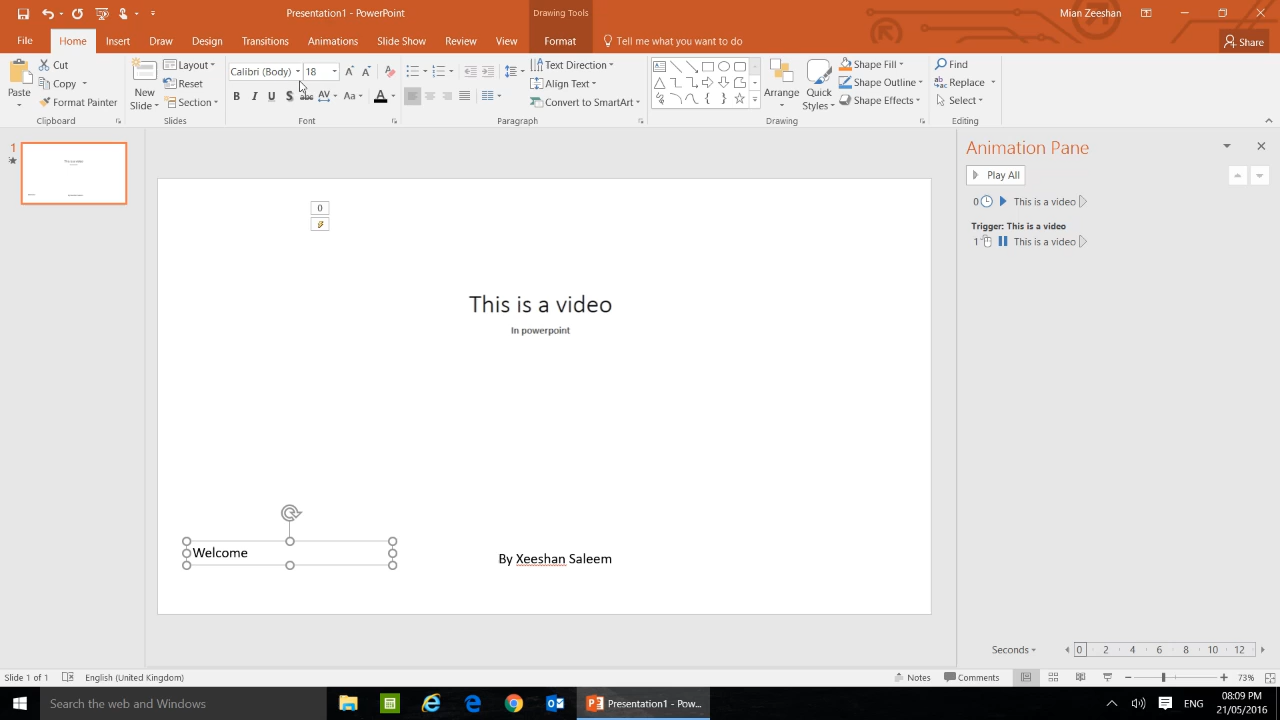 Presentation1 - PowerPoint
Drawing Tools
Mian Zeeshan
File
Home
Insert
Draw
Design
Transitions
Animations
Slide Show
Review
View
Format
Tell me what you want to do
Share
Paste
Cut
Copy
Format Painter
Clipboard
New Slide
Layout
Reset
Section
Slides
Calibri (Body)
18
A A
B I U S abc AV Aa A
Font
Text Direction
Align Text
Convert to SmartArt
Paragraph
Arrange
Quick Styles
Shape Fill
Shape Outline
Shape Effects
Drawing
Find
Replace
Select
Editing
1
0
This is a video
In powerpoint
Welcome
By Xeeshan Saleem
Animation Pane
Play All
0 This is a video
Trigger: This is a video
1 This is a video
Seconds
0 2 4 6 8 10 12
Slide 1 of 1
English (United Kingdom)
Notes
Comments
73%
Search the web and Windows
Presentation1 - Pow...
ENG
08:09 PM
21/05/2016